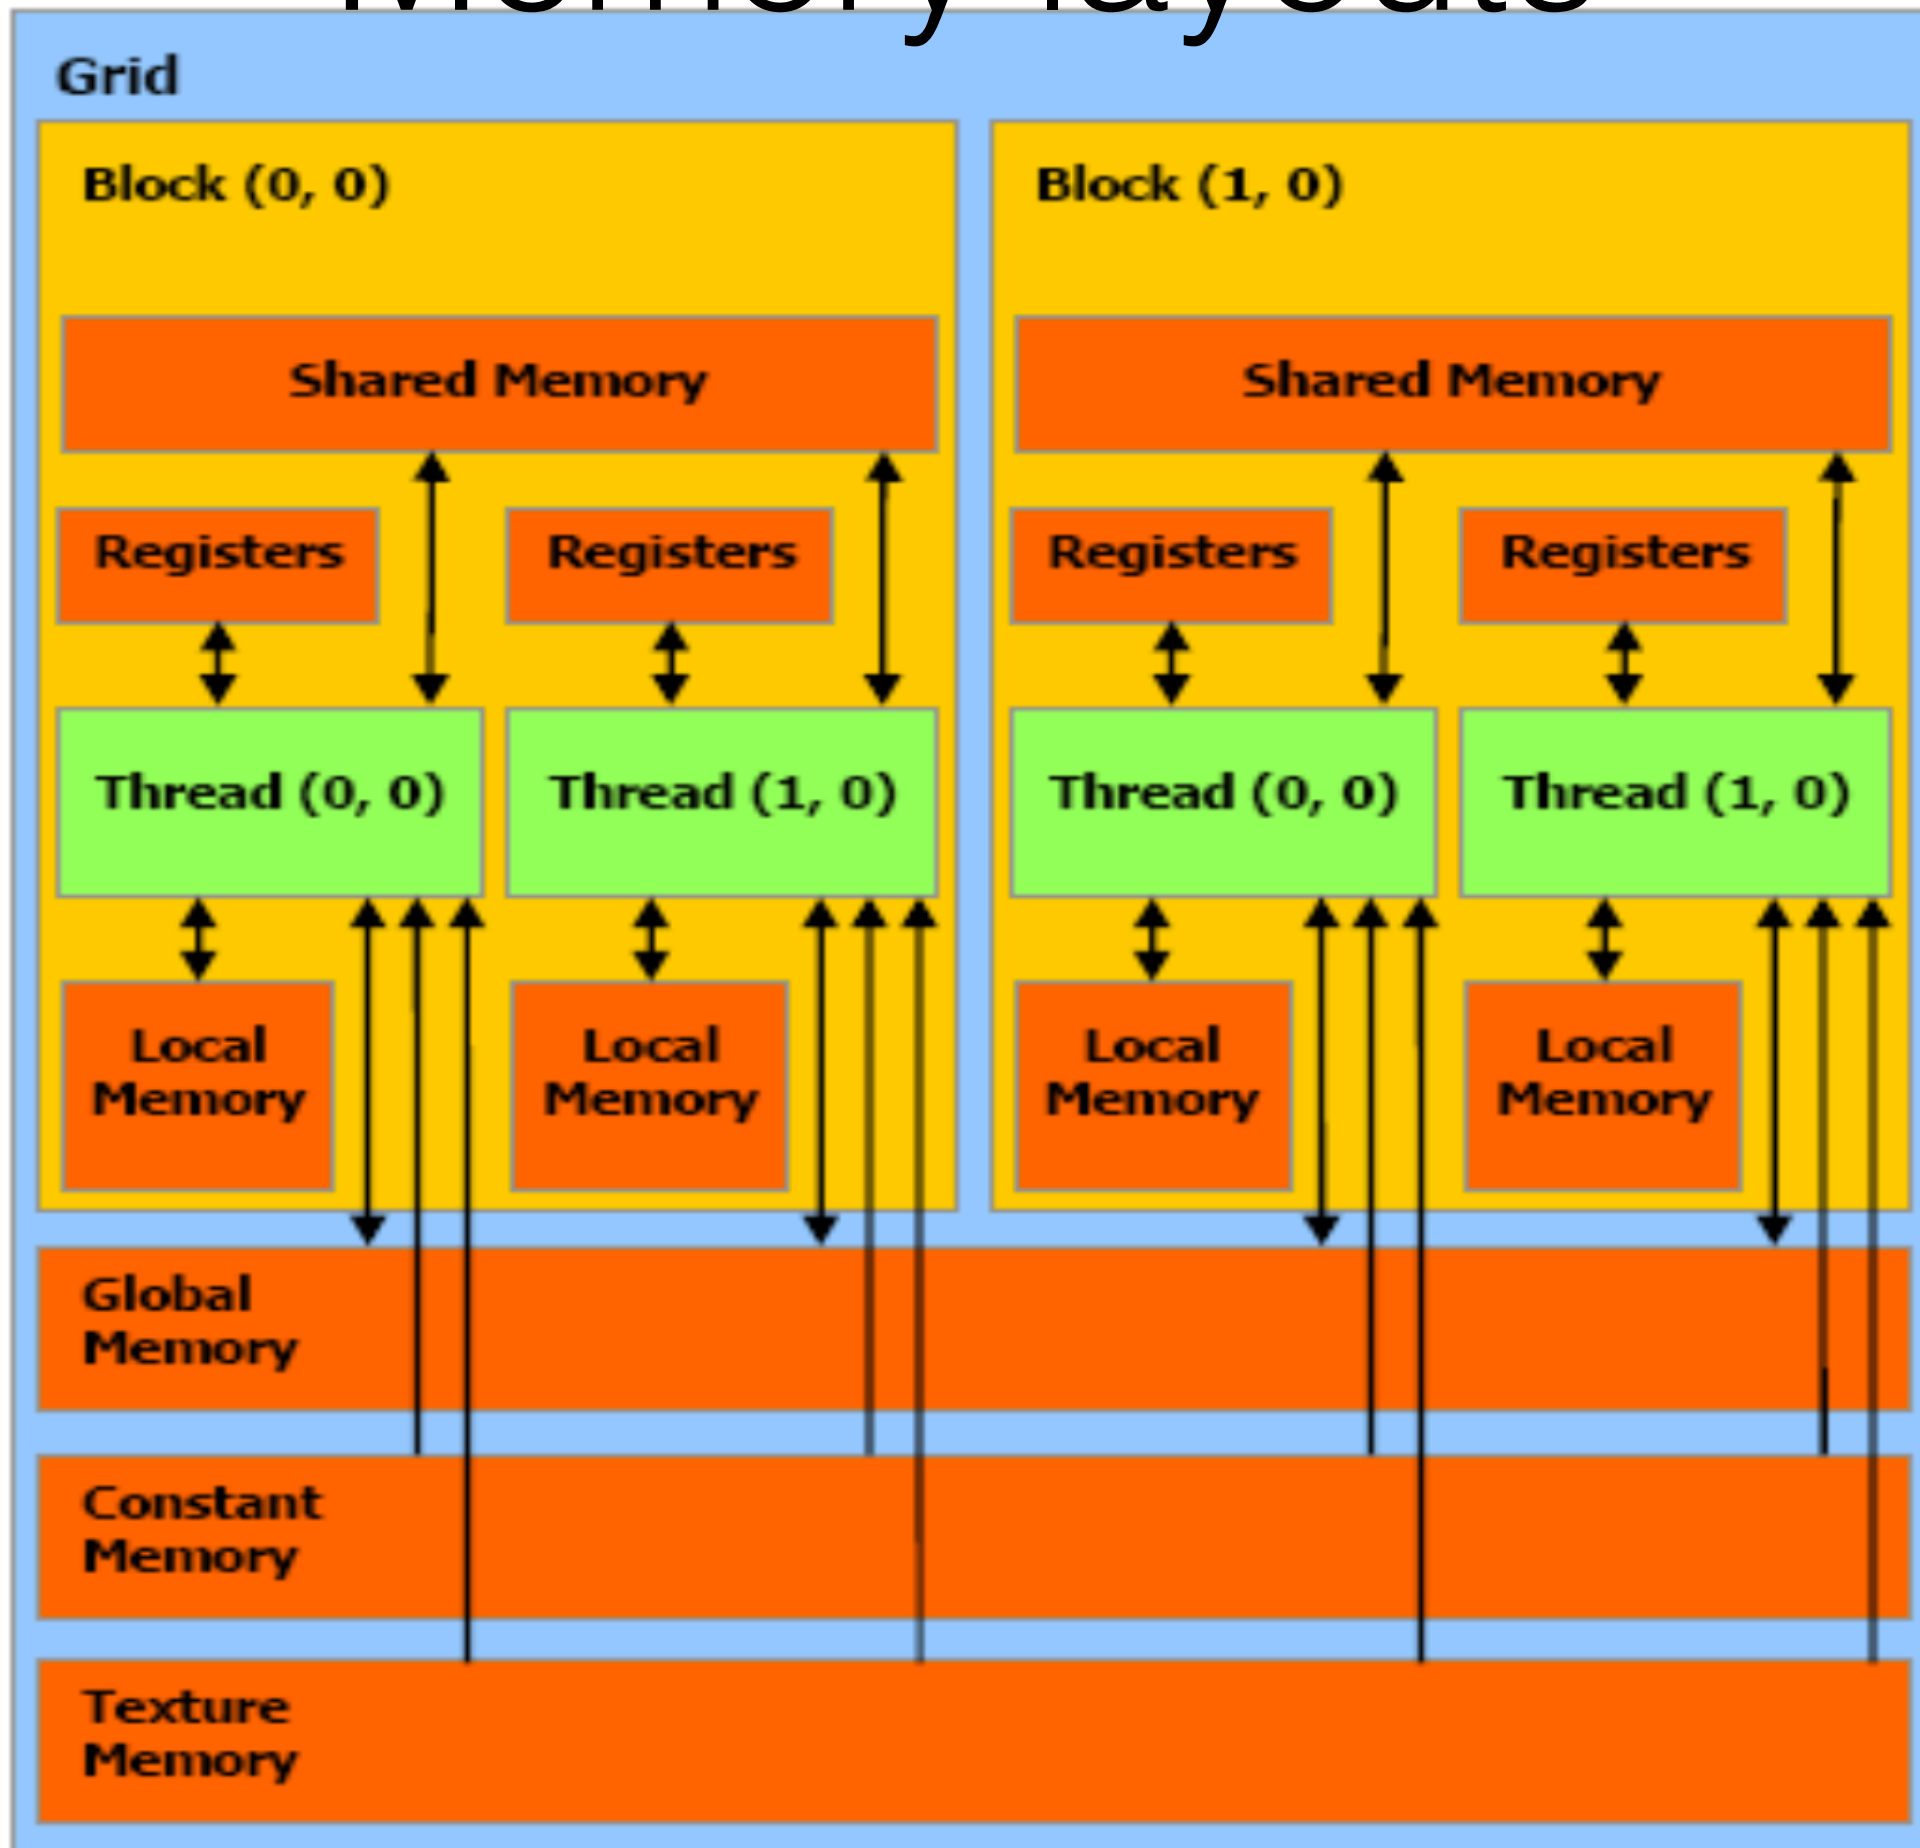 Memory layouts
Grid
Block (0, 0)
Block (1, 0)
Shared Memory
Shared Memory
Registers
Registers
Registers
Registers
Thread (0, 0)
Thread (1, 0)
Thread (0, 0)
Thread (1, 0)
Local
Memory
Local
Memory
Local
Memory
Local
Memory
Global
Memory
Constant
Memory
Texture
Memory